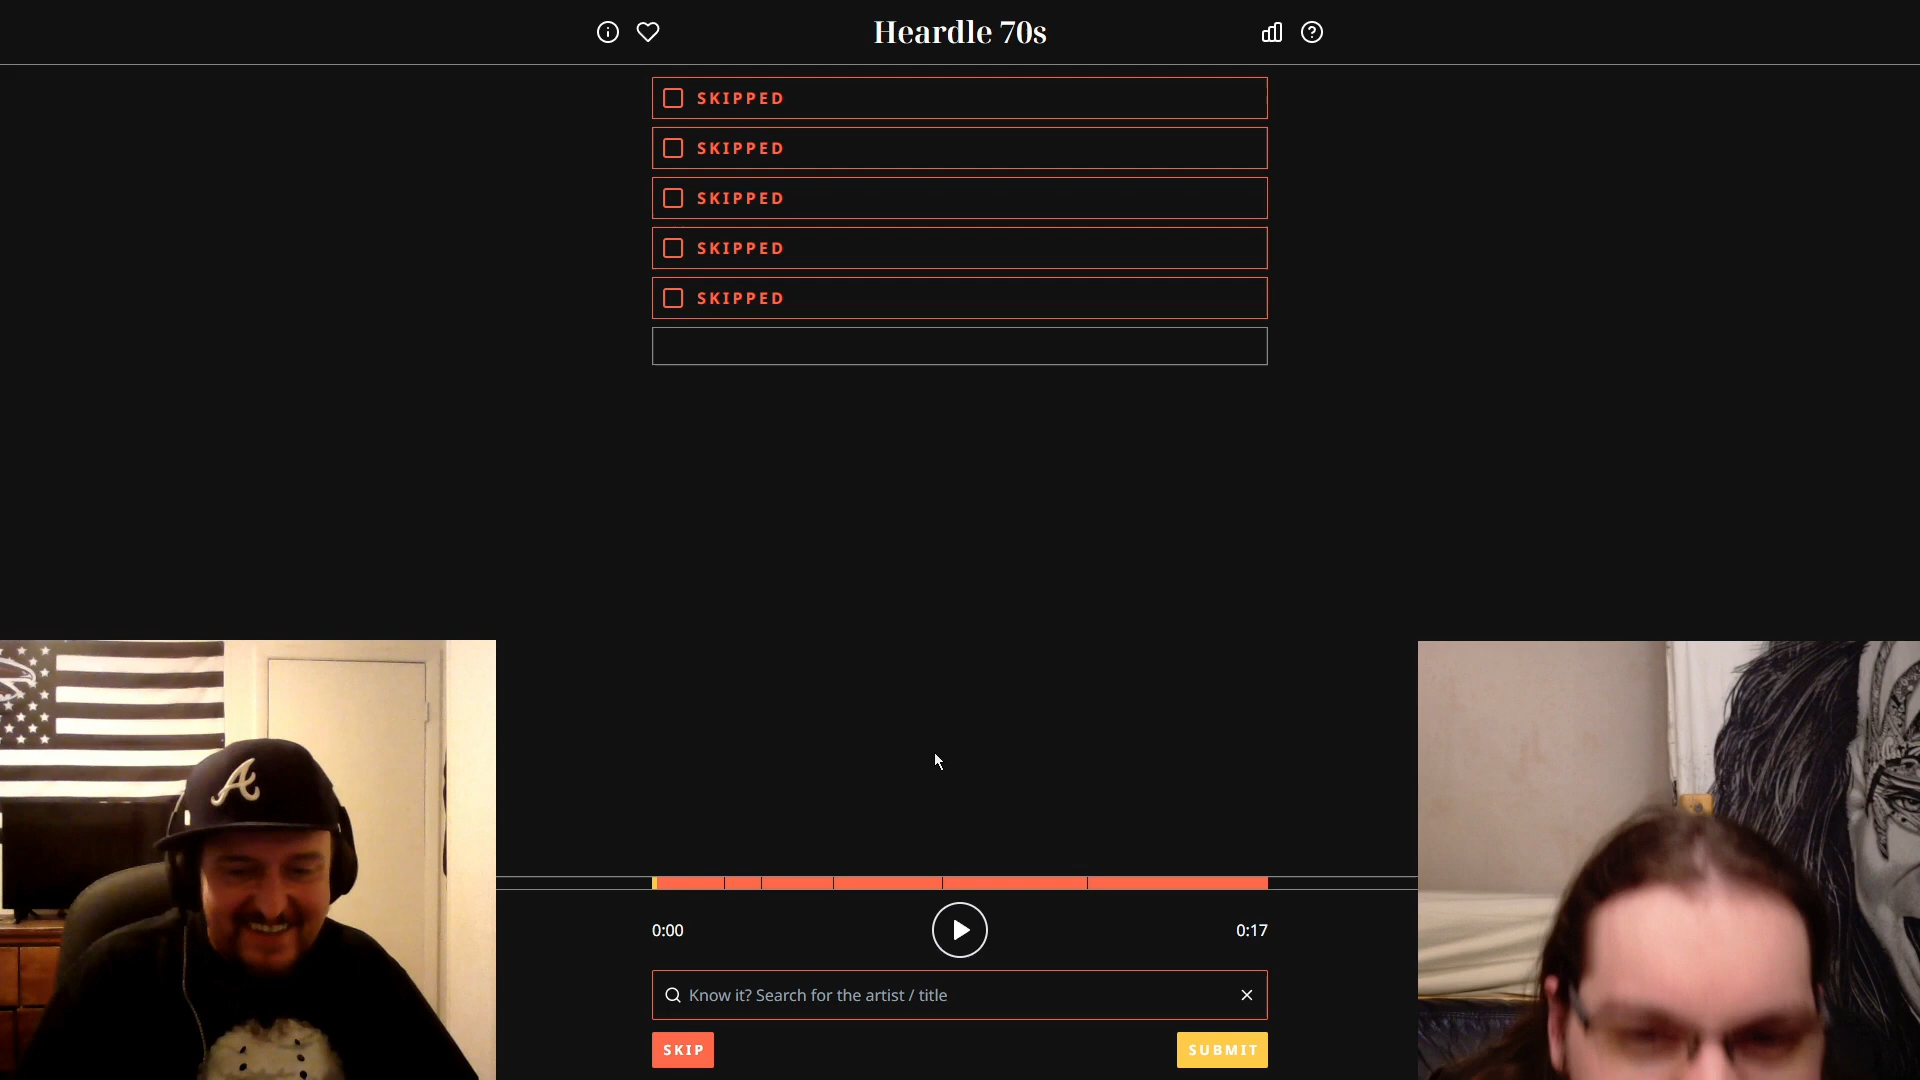 Heardle 70s
SKIPPED
SKIPPED
SKIPPED
SKIPPED
SKIPPED
A
0:00
0:17
Know it? Search for the artist / title
SKIP
SUBMIT